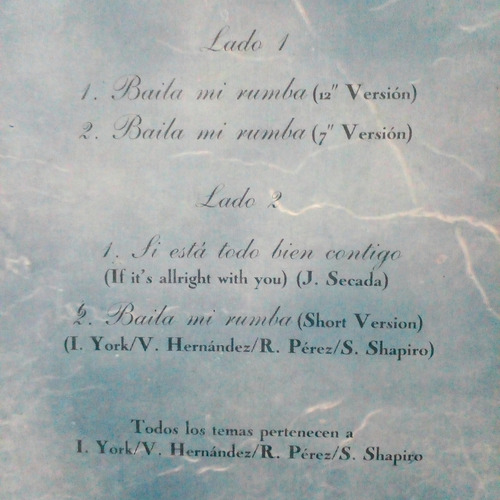 Lado 1
1. Baila mi rumba (12" Versión)
2. Baila mi rumba (7" Versión)
Lado 2
1. Si está todo bien contigo
(If it's allright with you) (J. Secada)
2. Baila mi rumba (Short Version)
(I. York/V. Hernández/R. Pérez/S. Shapiro)
Todos los temas pertenecen a
I. York/V. Hernández/R. Pérez/S. Shapiro